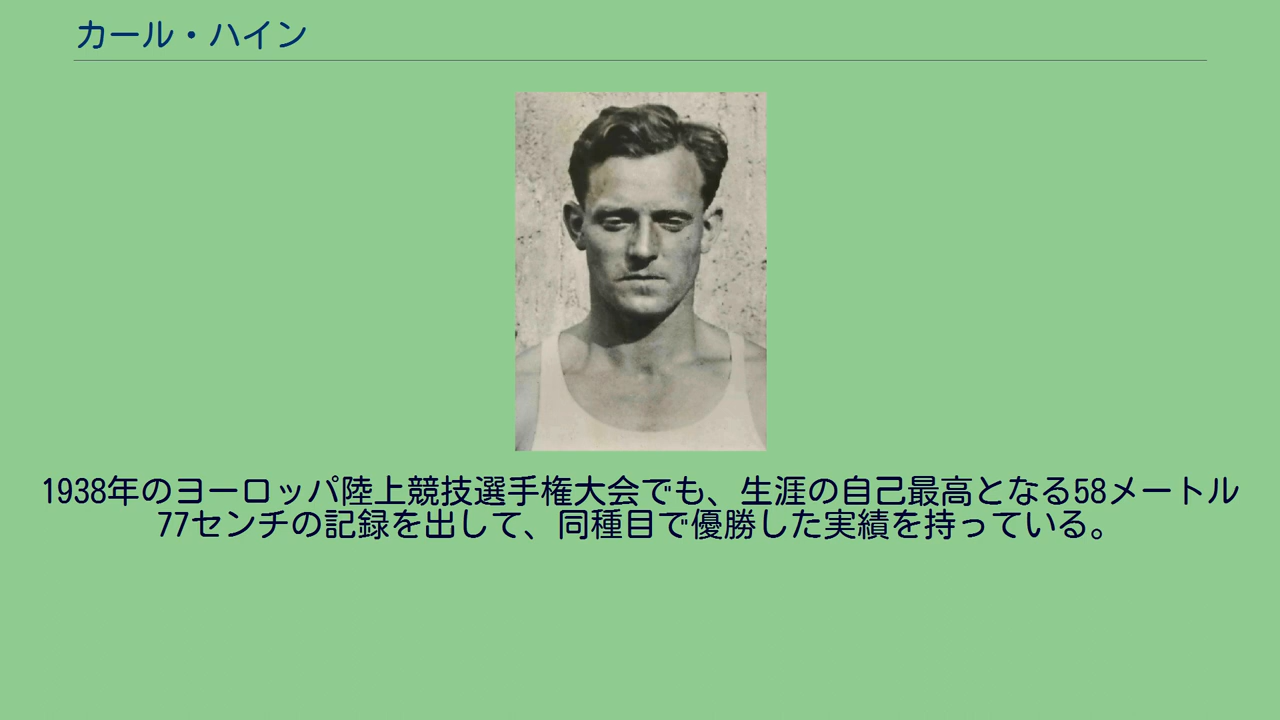 カール・ハイン
1938年のヨーロッパ陸上競技選手権大会でも、生涯の自己最高となる58メートル
77センチの記録を出して、同種目で優勝した実績を持っている。